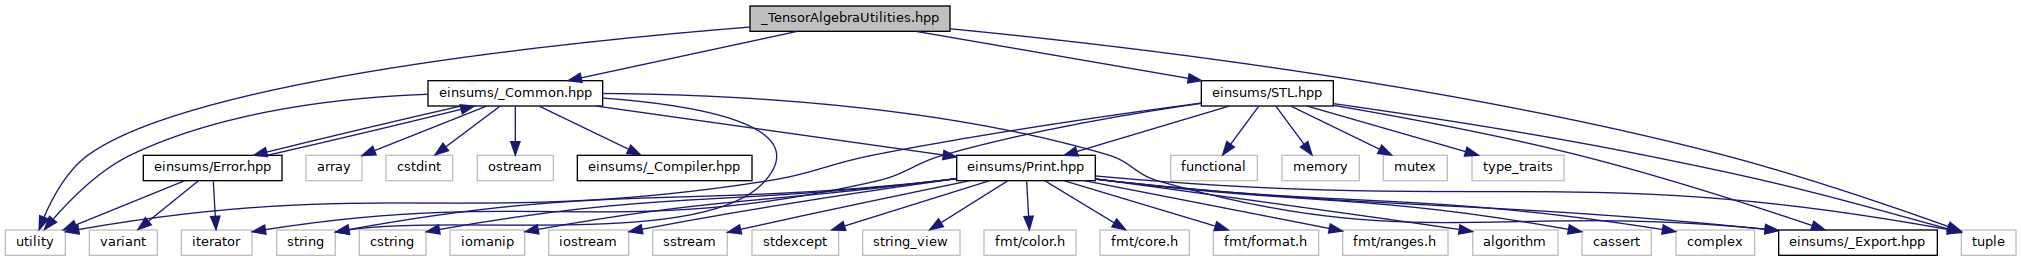 _TensorAlgebraUtilities.hpp
einsums/_Common.hpp
einsums/STL.hpp
einsums/Error.hpp
array
cstdint
ostream
einsums/_Compiler.hpp
einsums/Print.hpp
functional
memory
mutex
type_traits
utility
variant
iterator
string
cstring
iomanip
iostream
sstream
stdexcept
string_view
fmt/color.h
fmt/core.h
fmt/format.h
fmt/ranges.h
algorithm
cassert
complex
einsums/_Export.hpp
tuple